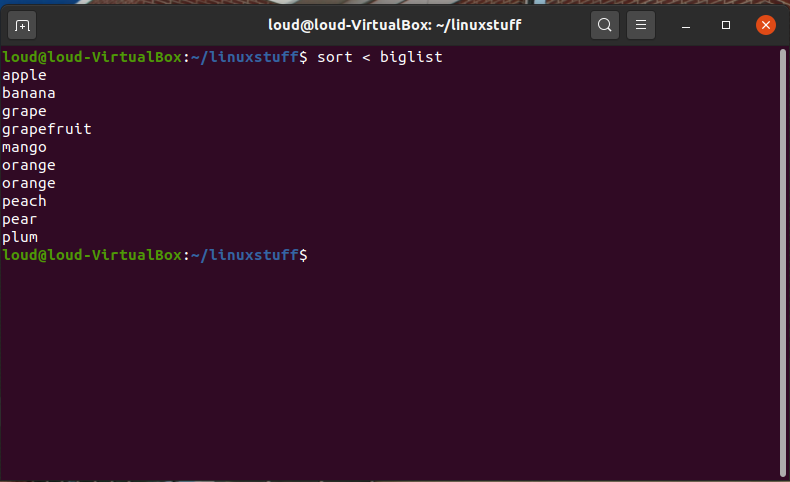 loud@loud-VirtualBox: ~/linuxstuff
loud@loud-VirtualBox:~/linuxstuff$ sort < biglist
apple
banana
grape
grapefruit
mango
orange
orange
peach
pear
plum
loud@loud-VirtualBox:~/linuxstuff$